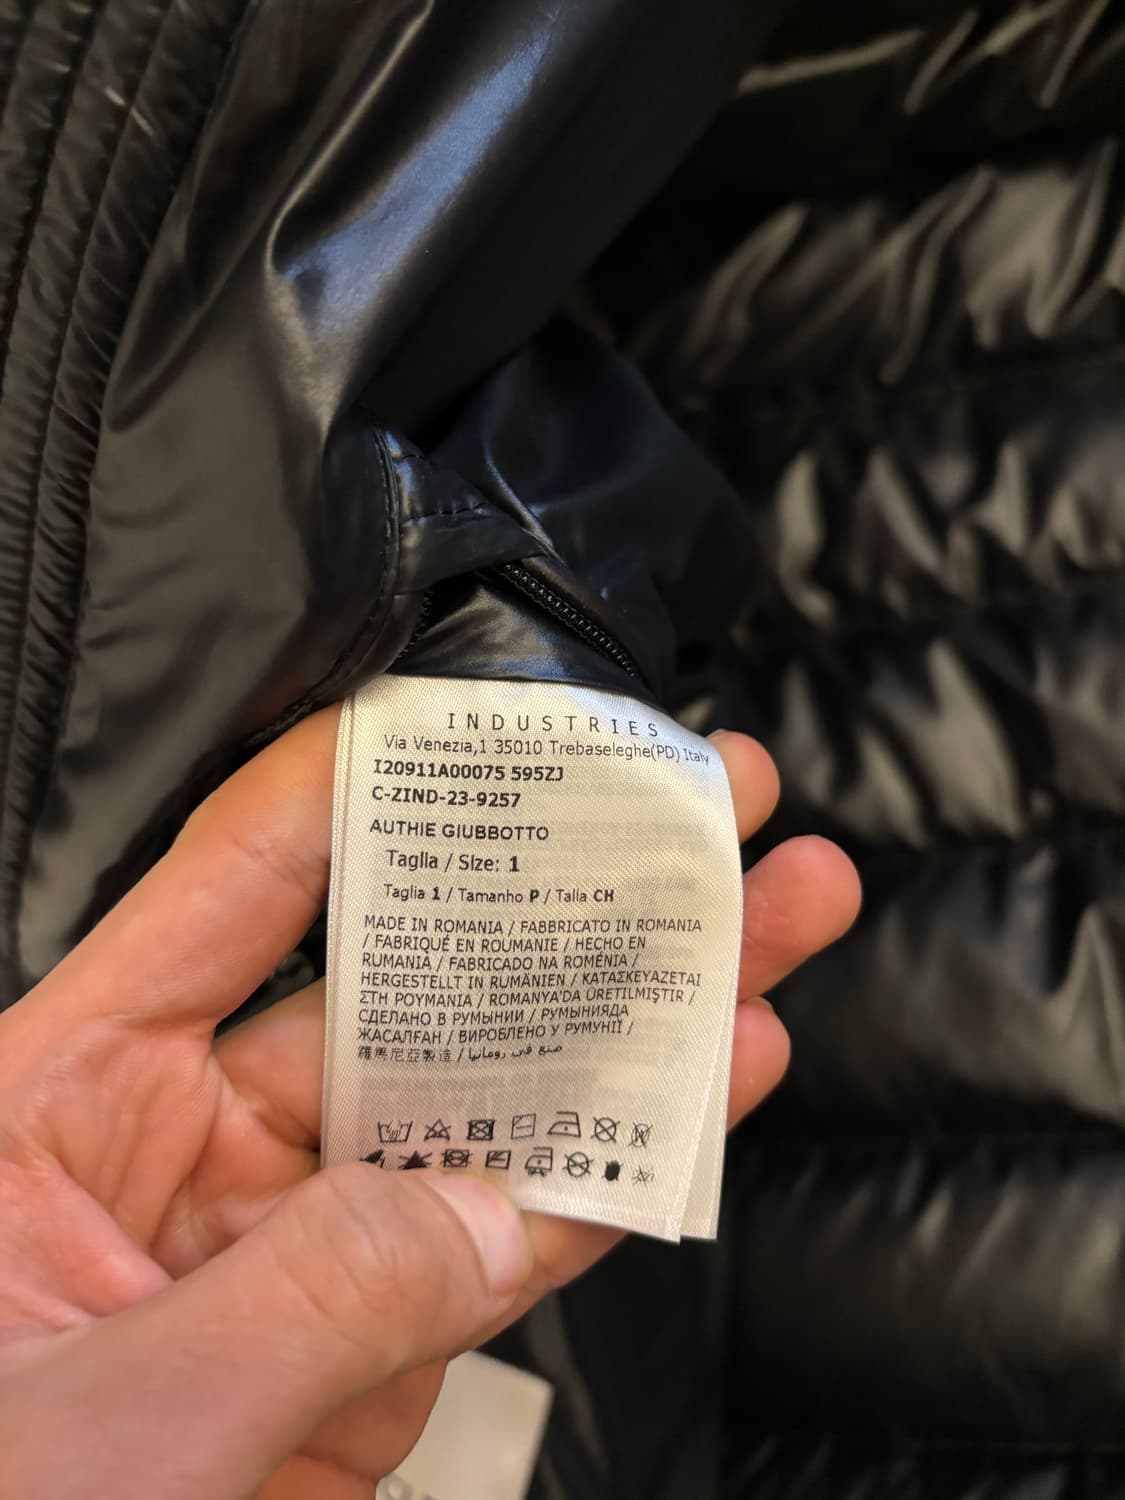 INDUSTRIES
Via Venezia,1 35010 Trebaseleghe(PD) Italy
I20911A00075 595ZJ
C-ZIND-23-9257
AUTHIE GIUBBOTTO
Taglia / Size: 1
Taglia 1 / Tamanho P / Talla CH
MADE IN ROMANIA / FABBRICATO IN ROMANIA
/ FABRIQUÉ EN ROUMANIE / HECHO EN
RUMANIA / FABRICADO NA ROMÉNIA /
HERGESTELLT IN RUMÄNIEN / ΚΑΤΑΣΚΕΥΑΖΕΤΑΙ
ΣΤΗ ΡΟΥΜΑΝΙΑ / ROMANYA'DA ÜRETILMIŞTIR /
СДЕЛАНО В РУМЫНИИ / РУМЫНИЯДА
ЖАСАЛҒАН / ВИРОБЛЕНО У РУМУНІЇ /
羅馬尼亞製造 / صنع في رومانيا